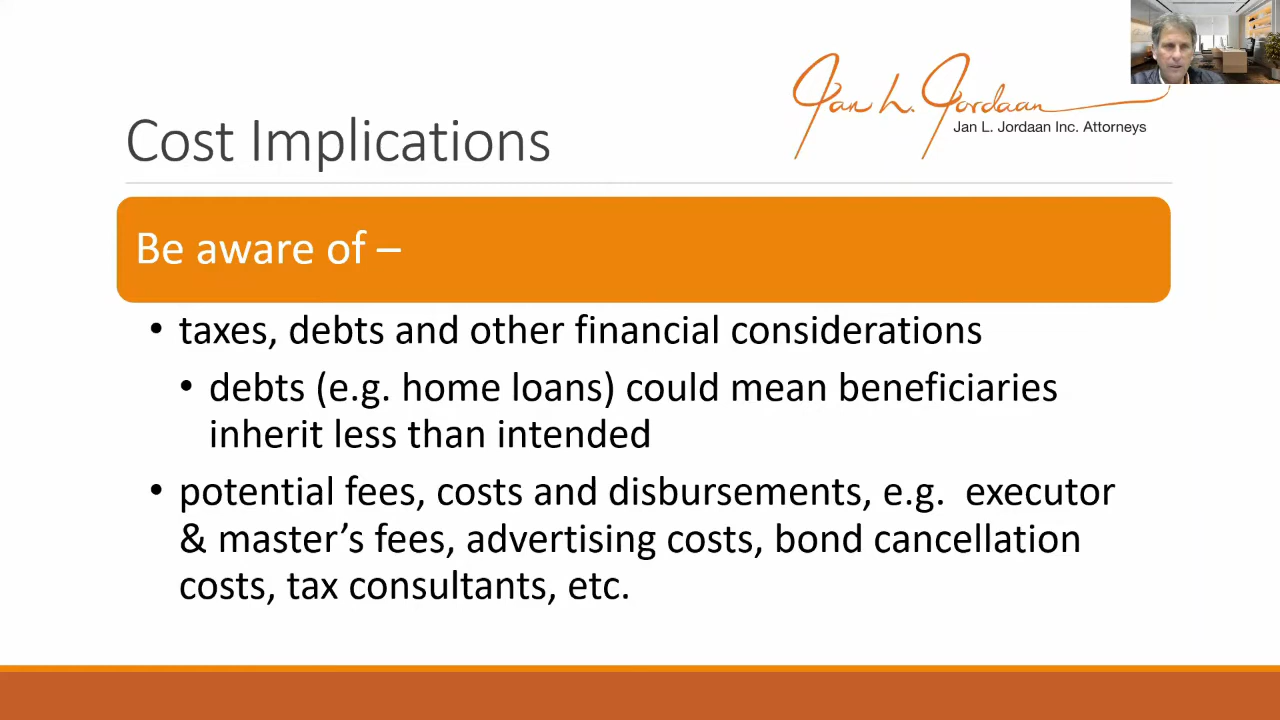 Jan L. Jordaan
Jan L. Jordaan Inc. Attorneys
Cost Implications
Be aware of –
• taxes, debts and other financial considerations
• debts (e.g. home loans) could mean beneficiaries
inherit less than intended
• potential fees, costs and disbursements, e.g.  executor
& master’s fees, advertising costs, bond cancellation
costs, tax consultants, etc.